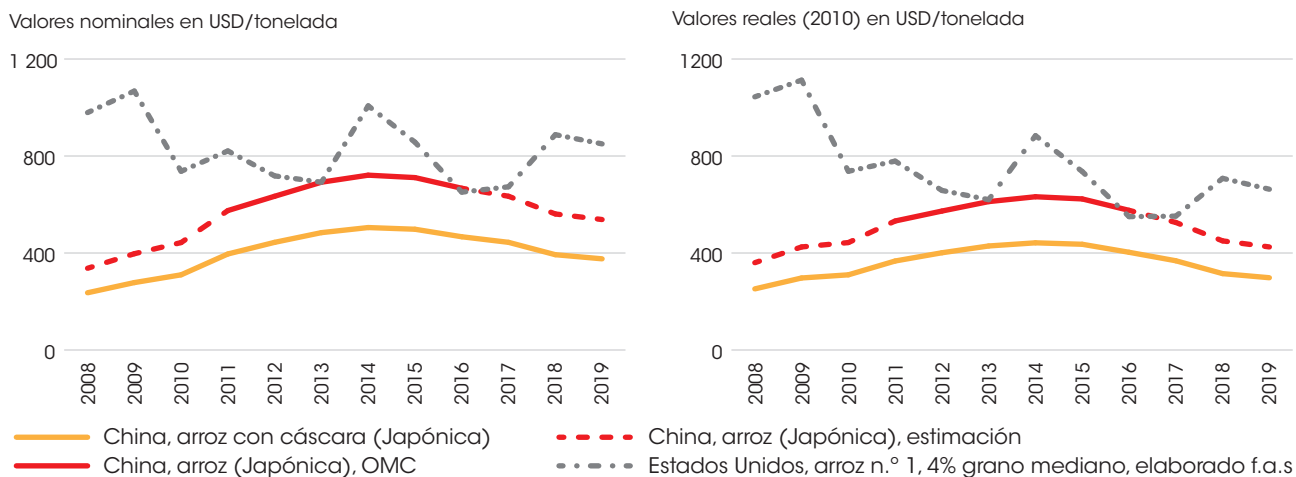 Valores nominales en USD/tonelada
1 200
800
400
0
2008 2009 2010 2011 2012 2013 2014 2015 2016 2017 2018 2019
Valores reales (2010) en USD/tonelada
1200
800
400
0
2008 2009 2010 2011 2012 2013 2014 2015 2016 2017 2018 2019
China, arroz con cáscara (Japónica)
China, arroz (Japónica), estimación
China, arroz (Japónica), OMC
Estados Unidos, arroz n.° 1, 4% grano mediano, elaborado f.a.s